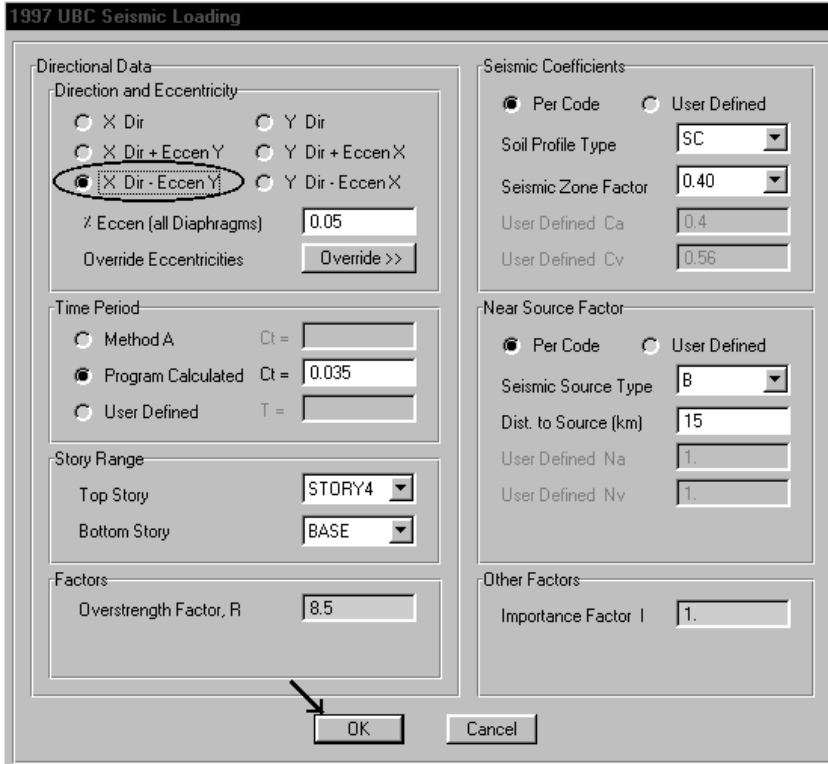 1997 UBC Seismic Loading
Directional Data
Direction and Eccentricity
X Dir
Y Dir
X Dir + Eccen Y
Y Dir + Eccen X
X Dir - Eccen Y
Y Dir - Eccen X
% Eccen (all Diaphragms)
0.05
Override Eccentricities
Override >>
Time Period
Method A
Ct =
Program Calculated
Ct =
0.035
User Defined
T =
Story Range
Top Story
STORY4
Bottom Story
BASE
Factors
Overstrength Factor, R
8.5
Seismic Coefficients
Per Code
User Defined
Soil Profile Type
SC
Seismic Zone Factor
0.40
User Defined Ca
0.4
User Defined Cv
0.56
Near Source Factor
Per Code
User Defined
Seismic Source Type
B
Dist. to Source (km)
15
User Defined Na
1.
User Defined Nv
1.
Other Factors
Importance Factor I
1.
OK
Cancel